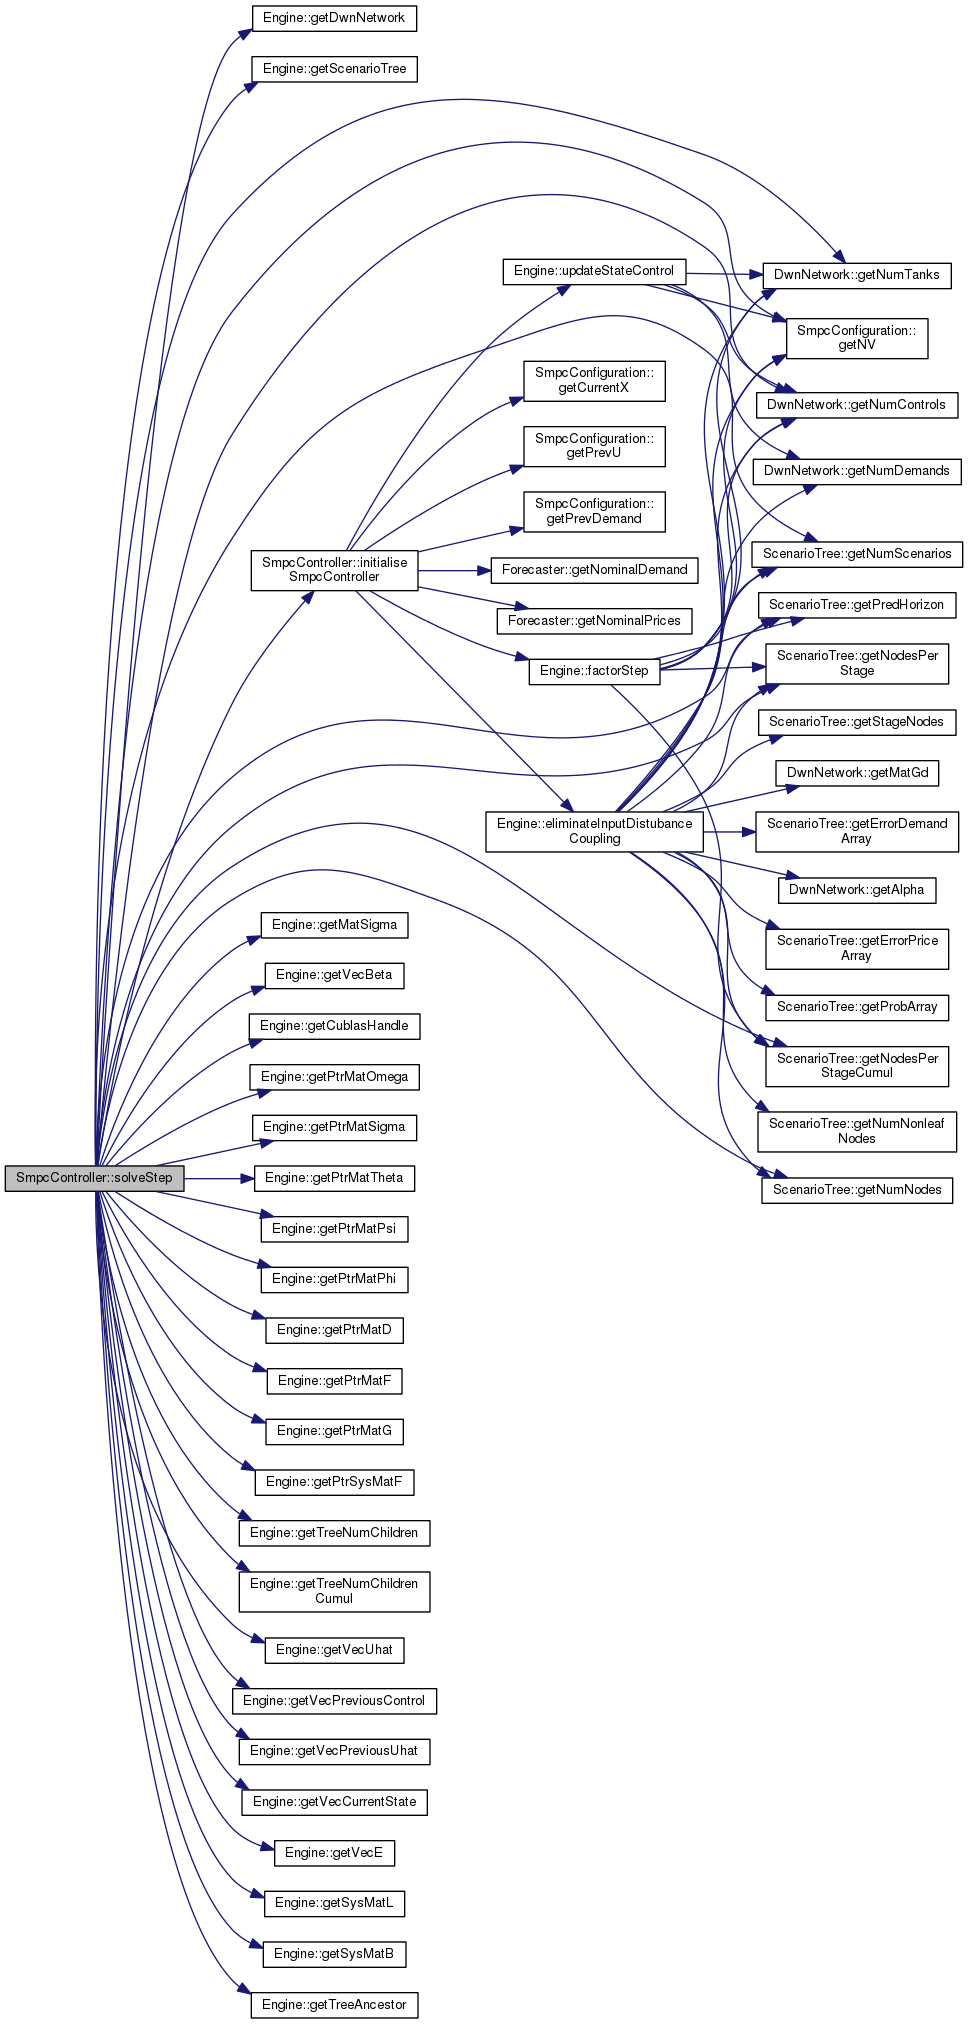 Engine::getDwnNetwork
Engine::getScenarioTree
Engine::updateStateControl
DwnNetwork::getNumTanks
SmpcConfiguration::
getNV
SmpcConfiguration::
getCurrentX
DwnNetwork::getNumControls
SmpcConfiguration::
getPrevU
DwnNetwork::getNumDemands
SmpcConfiguration::
getPrevDemand
ScenarioTree::getNumScenarios
SmpcController::initialise
SmpcController
Forecaster::getNominalDemand
ScenarioTree::getPredHorizon
Forecaster::getNominalPrices
Engine::factorStep
ScenarioTree::getNodesPer
Stage
ScenarioTree::getStageNodes
DwnNetwork::getMatGd
Engine::eliminateInputDistubance
Coupling
ScenarioTree::getErrorDemand
Array
DwnNetwork::getAlpha
Engine::getMatSigma
ScenarioTree::getErrorPrice
Array
Engine::getVecBeta
ScenarioTree::getProbArray
Engine::getCublasHandle
ScenarioTree::getNodesPer
StageCumul
Engine::getPtrMatOmega
Engine::getPtrMatSigma
ScenarioTree::getNumNonleaf
Nodes
SmpcController::solveStep
Engine::getPtrMatTheta
ScenarioTree::getNumNodes
Engine::getPtrMatPsi
Engine::getPtrMatPhi
Engine::getPtrMatD
Engine::getPtrMatF
Engine::getPtrMatG
Engine::getPtrSysMatF
Engine::getTreeNumChildren
Engine::getTreeNumChildren
Cumul
Engine::getVecUhat
Engine::getVecPreviousControl
Engine::getVecPreviousUhat
Engine::getVecCurrentState
Engine::getVecE
Engine::getSysMatL
Engine::getSysMatB
Engine::getTreeAncestor